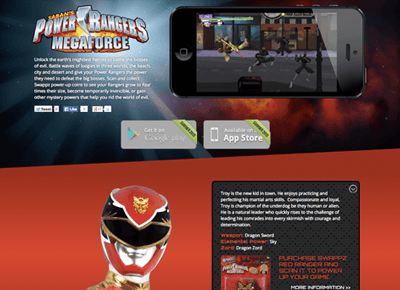 SABAN'S
POWER RANGERS
MEGAFORCE
Unlock the earth's mightiest heroes to battle the forces
of evil. Battle waves of loogies in three worlds, the beach,
city and desert and give your Power Rangers the power
they need to defeat the big bosses. Scan and collect
Swappz power-up coins to see your Rangers grow to four
times their size, become temporarily invincible, or gain
other mystery powers that help you rid the world of evil.
Tweet
Like
Get it on
Google play
Available on
App Store
Troy is the new kid in town. He enjoys practicing and
perfecting his martial arts skills. Compassionate and loyal,
Troy is champion of the underdog be they human or alien.
He is a natural leader who quickly rises to the challenge of
leading his comrades into every skirmish with courage and
determination.
Weapon: Dragon Sword
Elemental Power: Sky
Zord: Dragon Zord
PURCHASE SWAPPZ
RED RANGER AND
SCAN IT TO POWER
UP YOUR GAME.
MORE INFORMATION >>